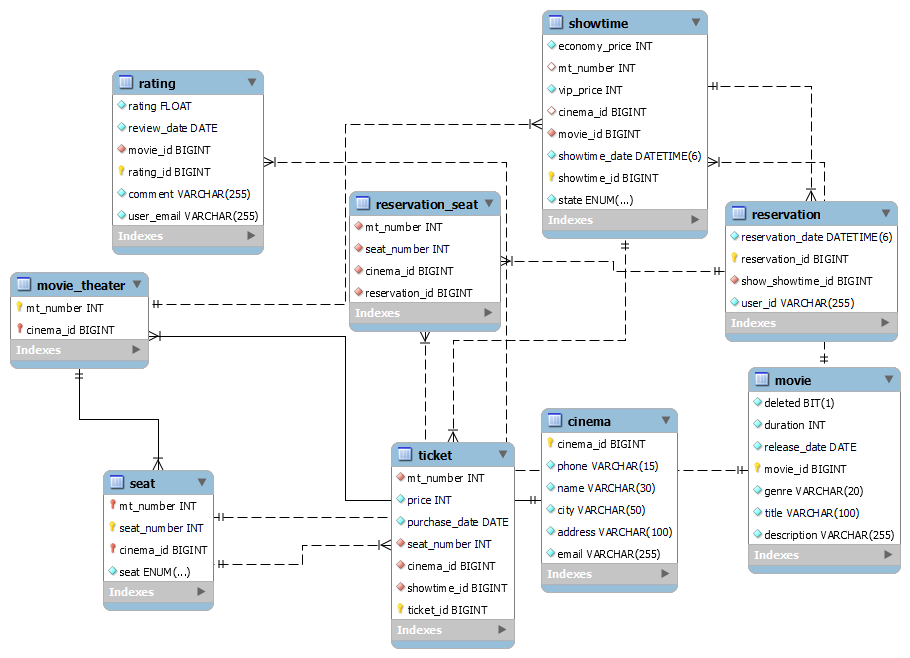 showtime
economy_price INT
mt_number INT
vip_price INT
cinema_id BIGINT
movie_id BIGINT
showtime_date DATETIME(6)
showtime_id BIGINT
state ENUM(...)
Indexes
rating
rating FLOAT
review_date DATE
movie_id BIGINT
rating_id BIGINT
comment VARCHAR(255)
user_email VARCHAR(255)
Indexes
reservation_seat
mt_number INT
seat_number INT
cinema_id BIGINT
reservation_id BIGINT
Indexes
reservation
reservation_date DATETIME(6)
reservation_id BIGINT
show_showtime_id BIGINT
user_id VARCHAR(255)
Indexes
movie_theater
mt_number INT
cinema_id BIGINT
Indexes
movie
deleted BIT(1)
duration INT
release_date DATE
movie_id BIGINT
genre VARCHAR(20)
title VARCHAR(100)
description VARCHAR(255)
Indexes
cinema
cinema_id BIGINT
phone VARCHAR(15)
name VARCHAR(30)
city VARCHAR(50)
address VARCHAR(100)
email VARCHAR(255)
Indexes
ticket
mt_number INT
price INT
purchase_date DATE
seat_number INT
cinema_id BIGINT
showtime_id BIGINT
ticket_id BIGINT
Indexes
seat
mt_number INT
seat_number INT
cinema_id BIGINT
seat ENUM(...)
Indexes